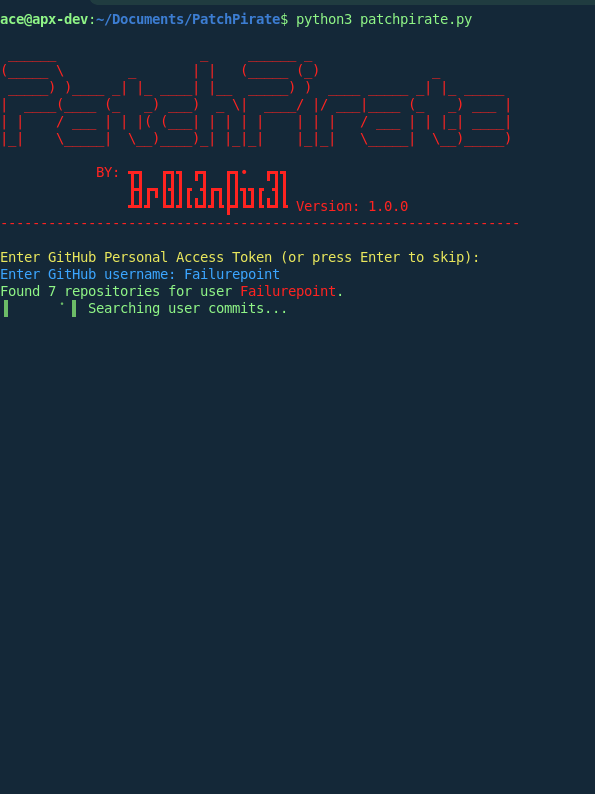 ace@apx-dev:~/Documents/PatchPirate$ python3 patchpirate.py
PatchPirate
BY:
Version: 1.0.0
-----------------------------------------------------------------
Enter GitHub Personal Access Token (or press Enter to skip):
Enter GitHub username: Failurepoint
Found 7 repositories for user Failurepoint.
Searching user commits...